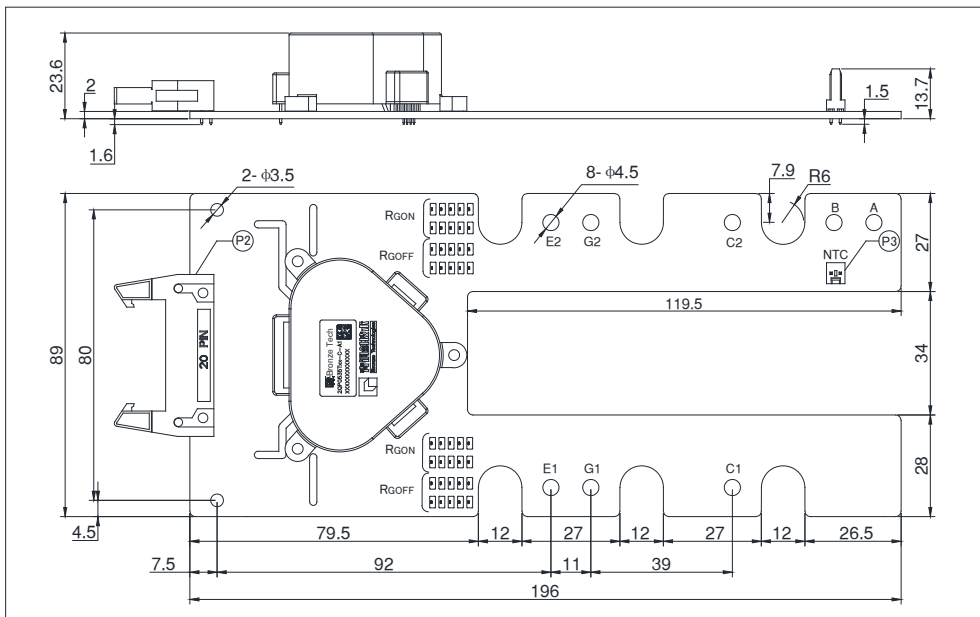 23.6
2
1.6
13.7
1.5
2- ϕ3.5
8- ϕ4.5
7.9
R6
P2
RGON
RGOFF
E2
G2
C2
B
A
NTC
P3
27
119.5
89
80
34
20 PIN
Bronze Tech
Bronze Technologies
RGON
RGOFF
E1
G1
C1
28
4.5
79.5
12
27
12
27
12
26.5
7.5
92
11
39
196